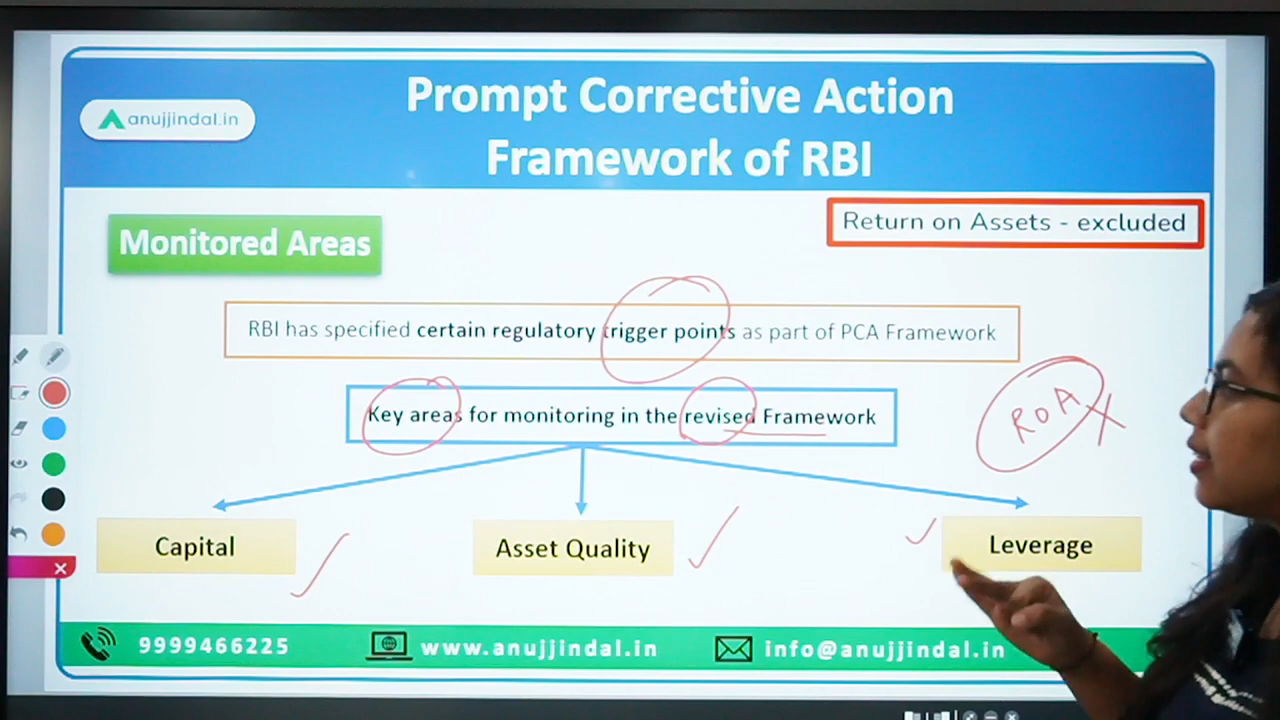 Prompt Corrective Action
Framework of RBI
anujjindal.in
Return on Assets - excluded
Monitored Areas
RBI has specified certain regulatory trigger points as part of PCA Framework
Key areas for monitoring in the revised Framework
ROA X
Capital
Asset Quality
Leverage
9999466225
www.anujjindal.in
info@anujjindal.in